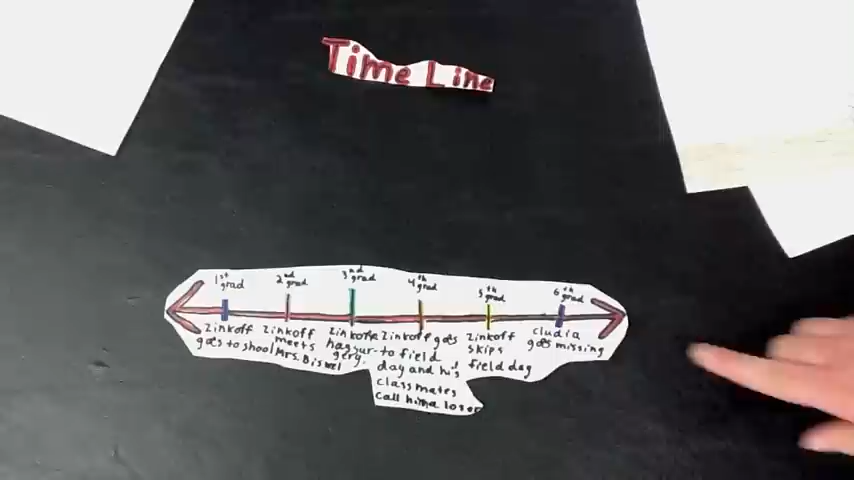 Time Line
1st grad
2nd grad
3nd grad
4th grad
5th grad
6th grad
zinkoff
goes to shool
zinkoff
meets
Mrs. Biswel
zinkoff
has sur-
gery.
zinkoff goes
to field
day and his
classmates
call him a loser
zinkoff
skips
field day
cludia
goes missing